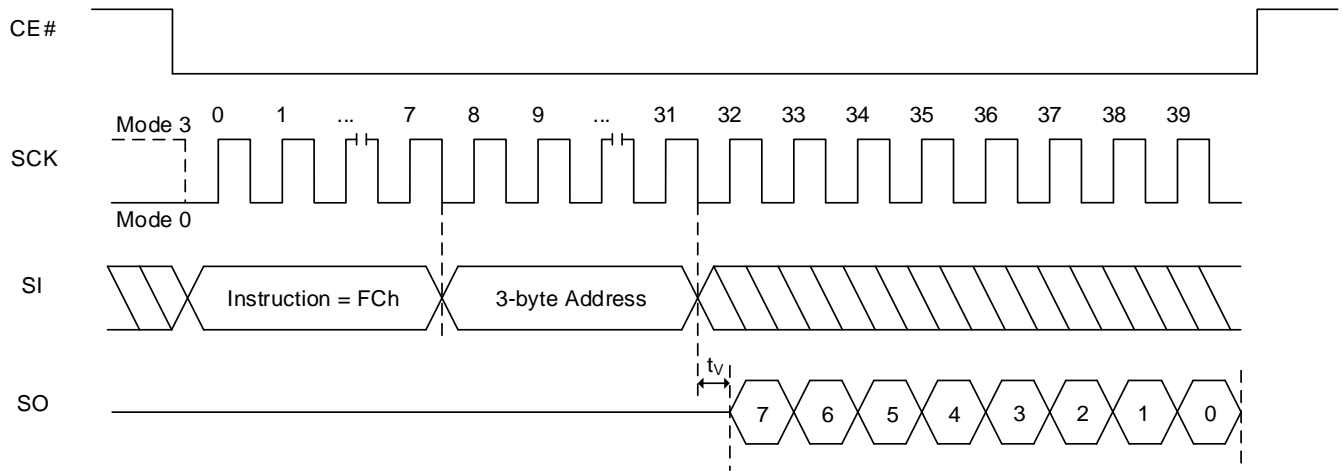 CE#
Mode 3
0 1 ... 7 8 9 ... 31 32 33 34 35 36 37 38 39
SCK
Mode 0
SI
Instruction = FCh
3-byte Address
tV
SO
7 6 5 4 3 2 1 0